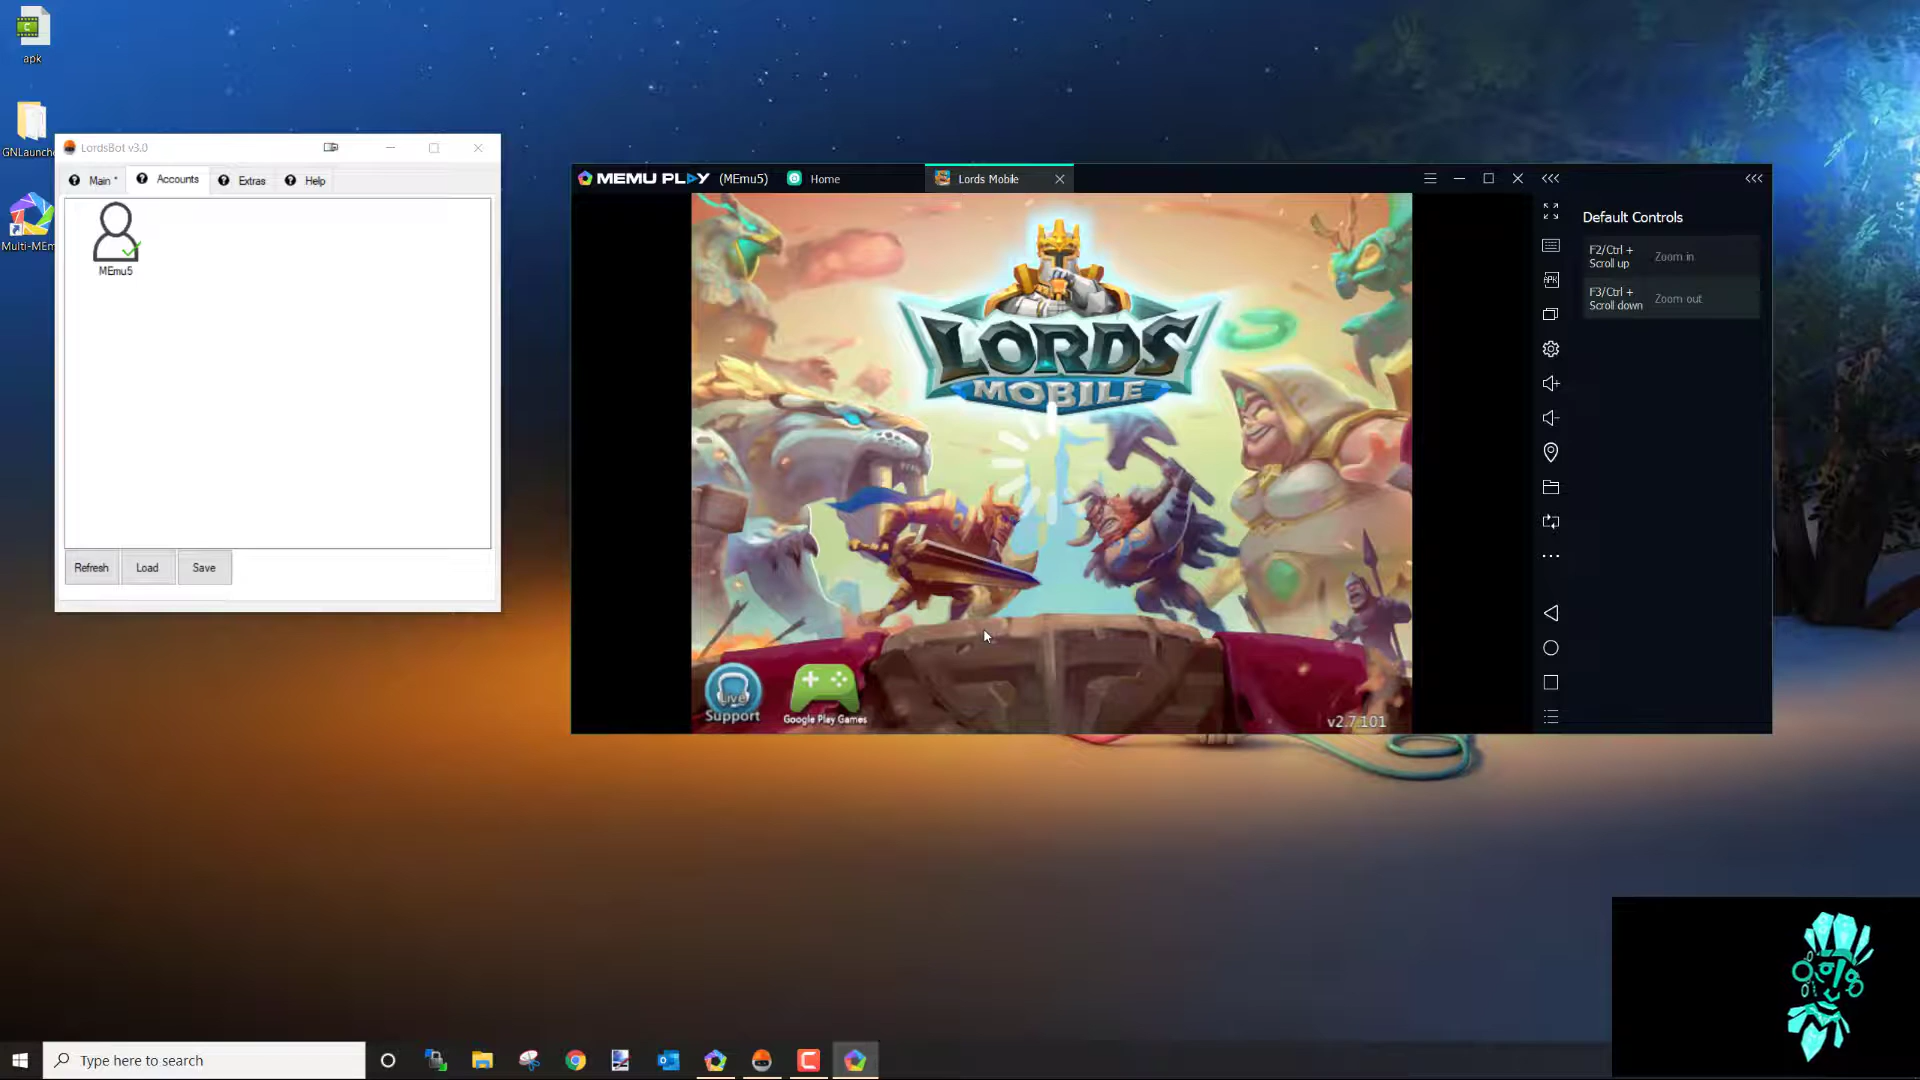 apk
GNLaunch
Multi-MEm
LordsBot v3.0
Main *
Accounts
Extras
Help
MEmu5
Refresh
Load
Save
MEMU PLAY (MEmu5)
Home
Lords Mobile
LORDS
MOBILE
Live
Support
Google Play Games
v2.7.101
APK
Default Controls
F2/Ctrl +
Scroll up
Zoom in
F3/Ctrl +
Scroll down
Zoom out
Type here to search